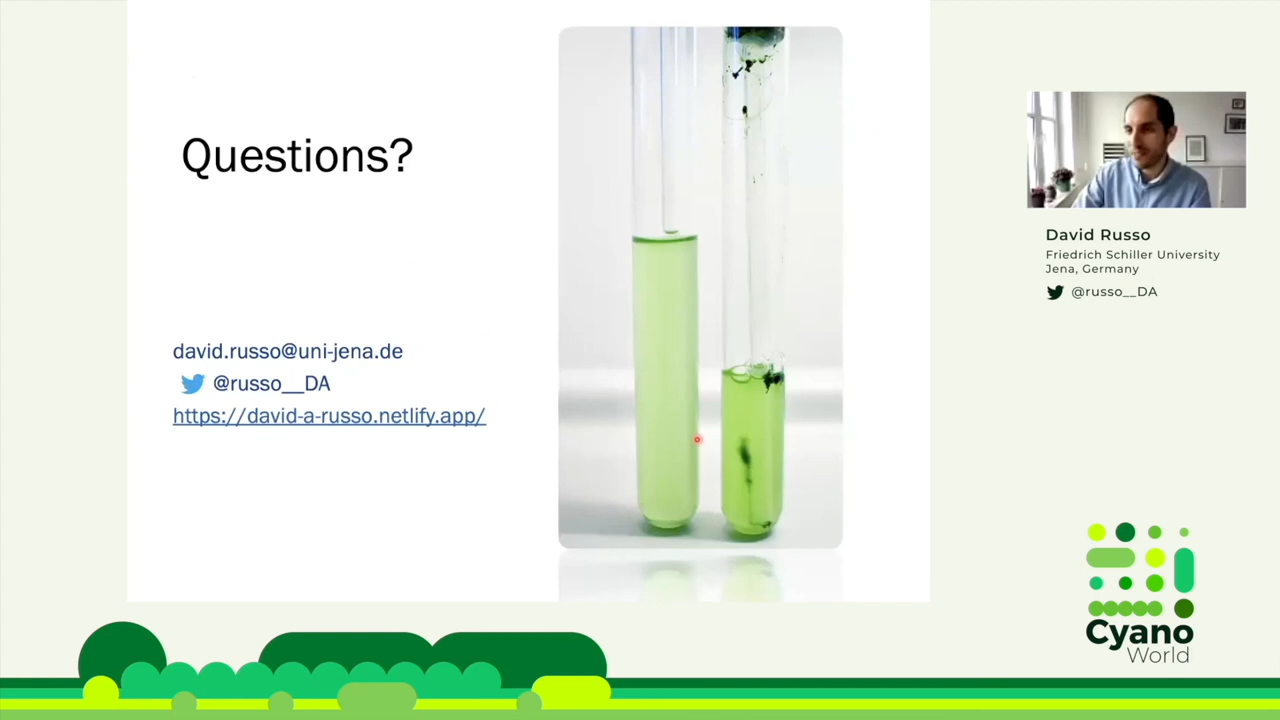 Questions?
david.russo@uni-jena.de
@russo__DA
https://david-a-russo.netlify.app/
David Russo
Friedrich Schiller University
Jena, Germany
@russo__DA
Cyano
World